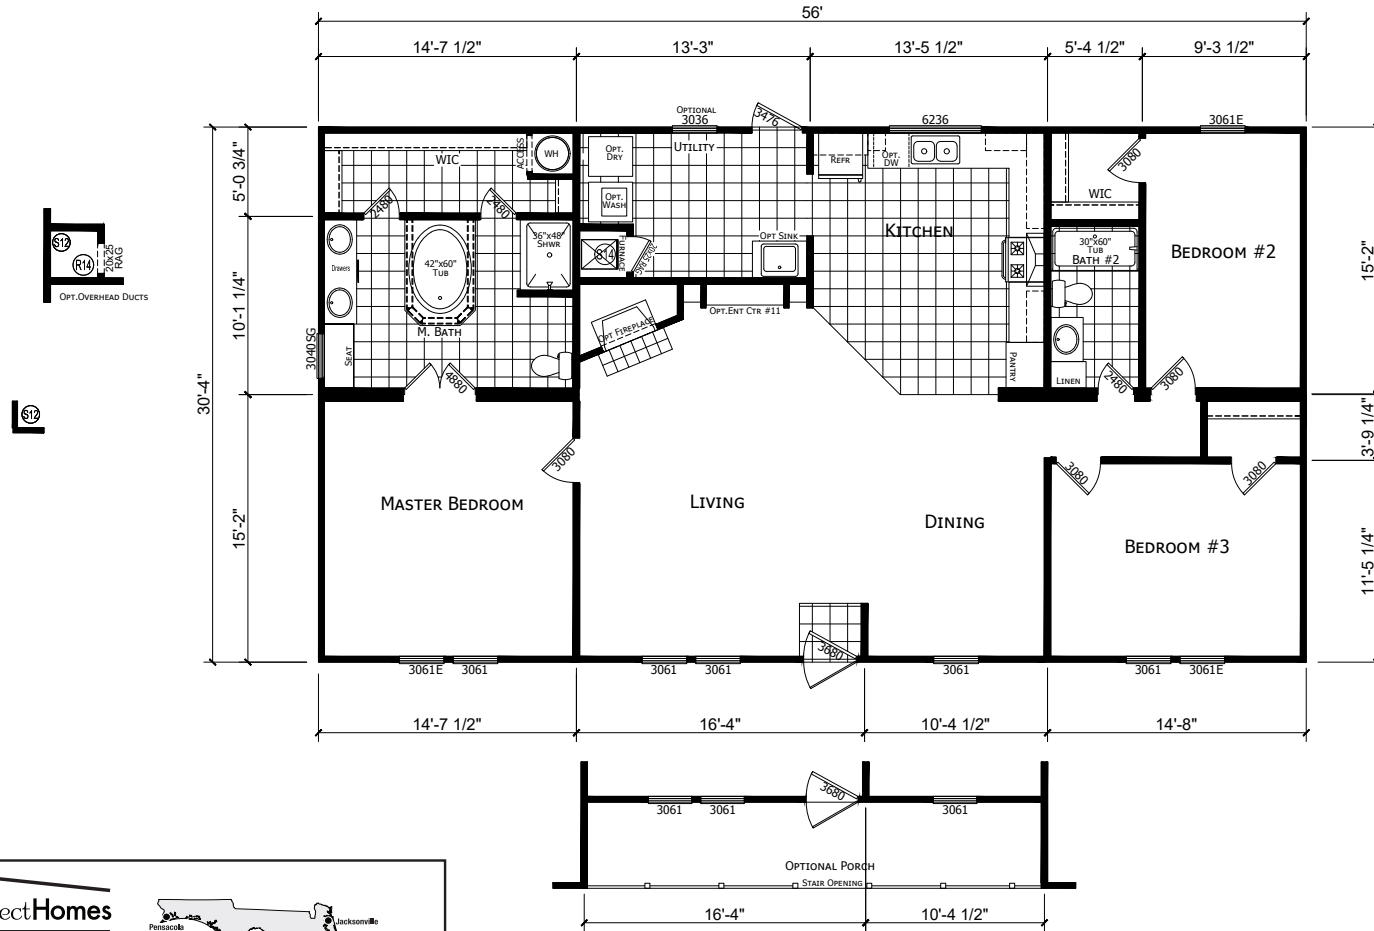 56'
14'-7 1/2"
13'-3"
13'-5 1/2"
5'-4 1/2"
9'-3 1/2"
OPTIONAL
3036
3476
6236
3061E
5'-0 3/4"
10'-1 1/4"
15'-2"
30'-4"
15'-2"
3'-9 1/4"
11'-5 1/4"
WIC
ACCESS
WH
2480
2480
OPT.
DRY
UTILITY
OPT.
WASH
REFR
OPT.
DW
KITCHEN
3080
WIC
BEDROOM #2
S12
R14
20x25
RAG
OPT.OVERHEAD DUCTS
Drawers
42"x60"
TUB
36"x48"
SHWR
S14
FURNACE
20x25 RAG
OPT SINK
30"x60"
TUB
BATH #2
M. BATH
OPT FIREPLACE
OPT.ENT CTR #11
3040SG
SEAT
4880
PANTRY
LINEN
2480
3080
S12
3080
3080
3080
MASTER BEDROOM
LIVING
DINING
BEDROOM #3
3680
3061E
3061
3061
3061
3061
3061
3061E
14'-7 1/2"
16'-4"
10'-4 1/2"
14'-8"
3680
3061
3061
3061
OPTIONAL PORCH
STAIR OPENING
16'-4"
10'-4 1/2"
ectHomes
Pensacola
Jacksonville